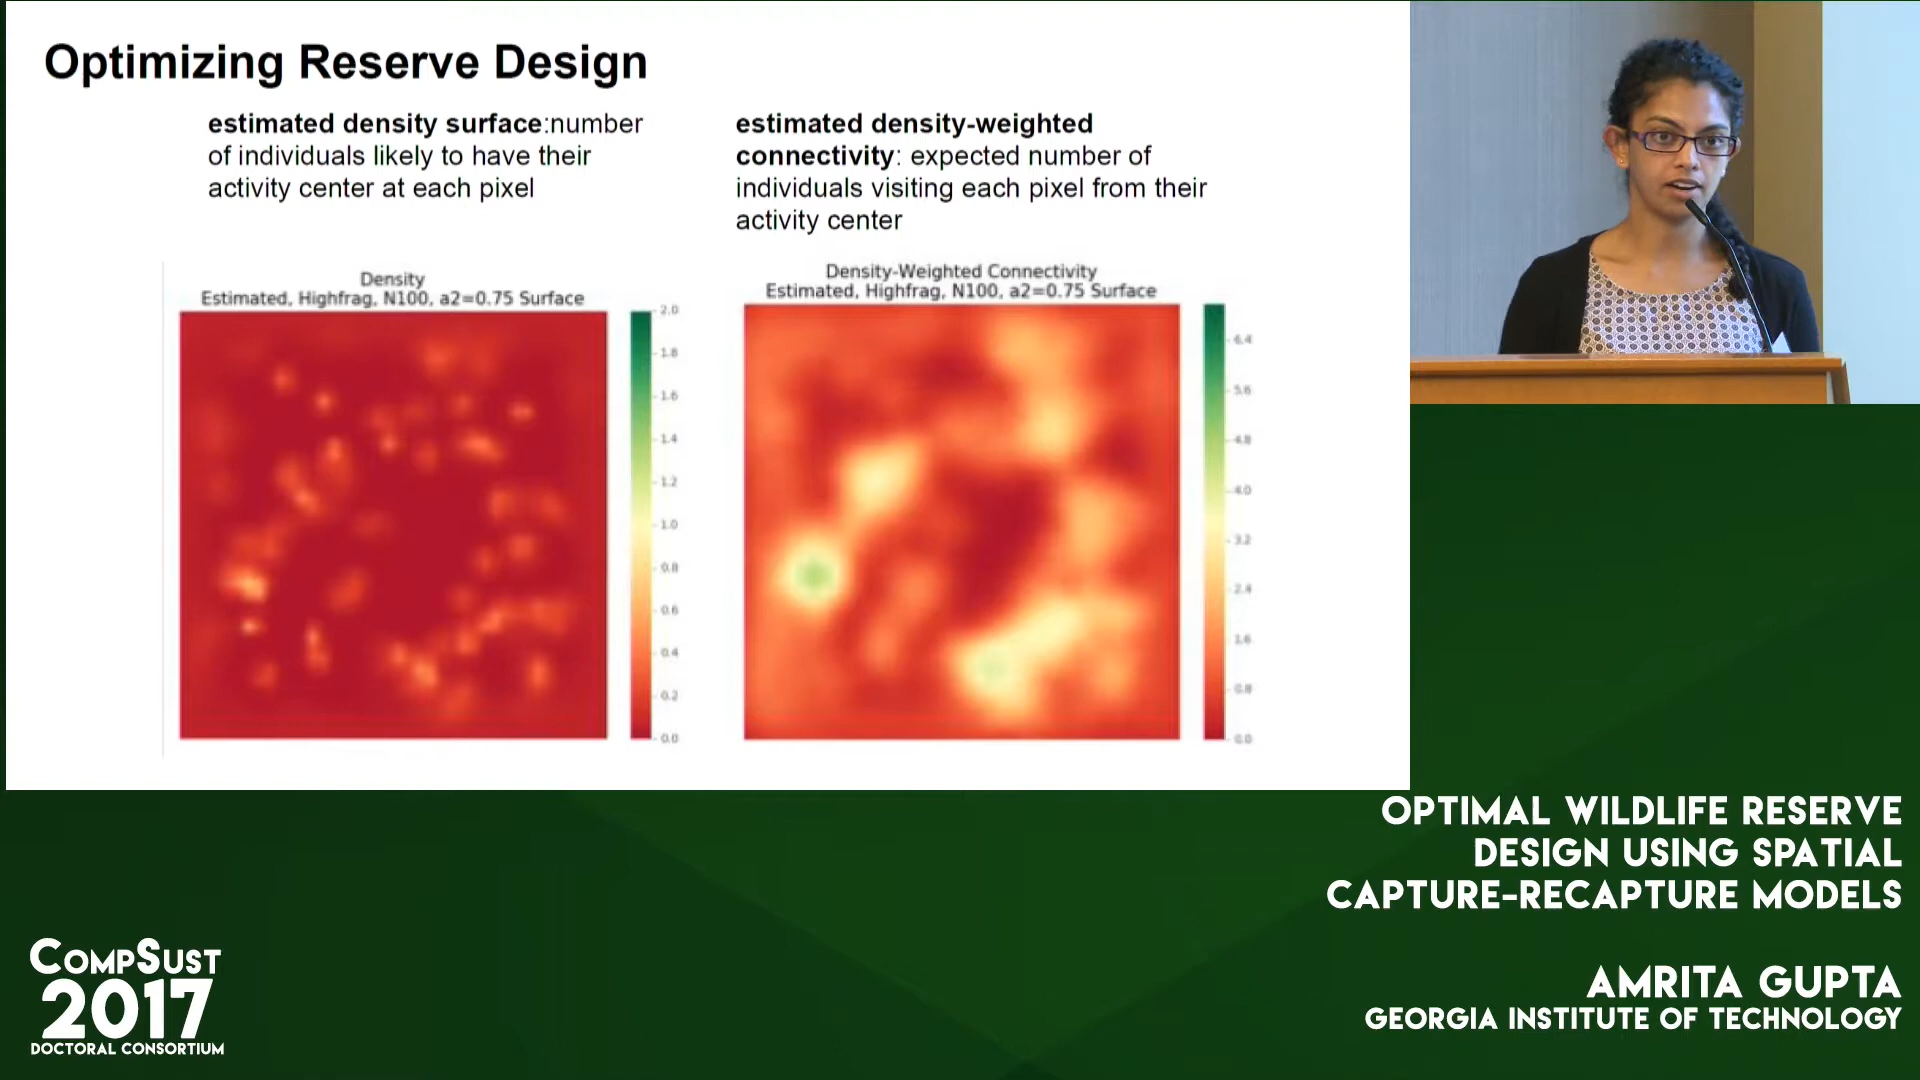 Optimizing Reserve Design
estimated density surface:number
of individuals likely to have their
activity center at each pixel
estimated density-weighted
connectivity: expected number of
individuals visiting each pixel from their
activity center
Density
Estimated, Highfrag, N100, a2=0.75 Surface
2.0
1.8
1.6
1.4
1.2
1.0
0.8
0.6
0.4
0.2
0.0
Density-Weighted Connectivity
Estimated, Highfrag, N100, a2=0.75 Surface
6.4
5.6
4.8
4.0
3.2
2.4
1.6
0.8
0.0
OPTIMAL WILDLIFE RESERVE
DESIGN USING SPATIAL
CAPTURE-RECAPTURE MODELS
AMRITA GUPTA
GEORGIA INSTITUTE OF TECHNOLOGY
COMPSUST
2017
DOCTORAL CONSORTIUM